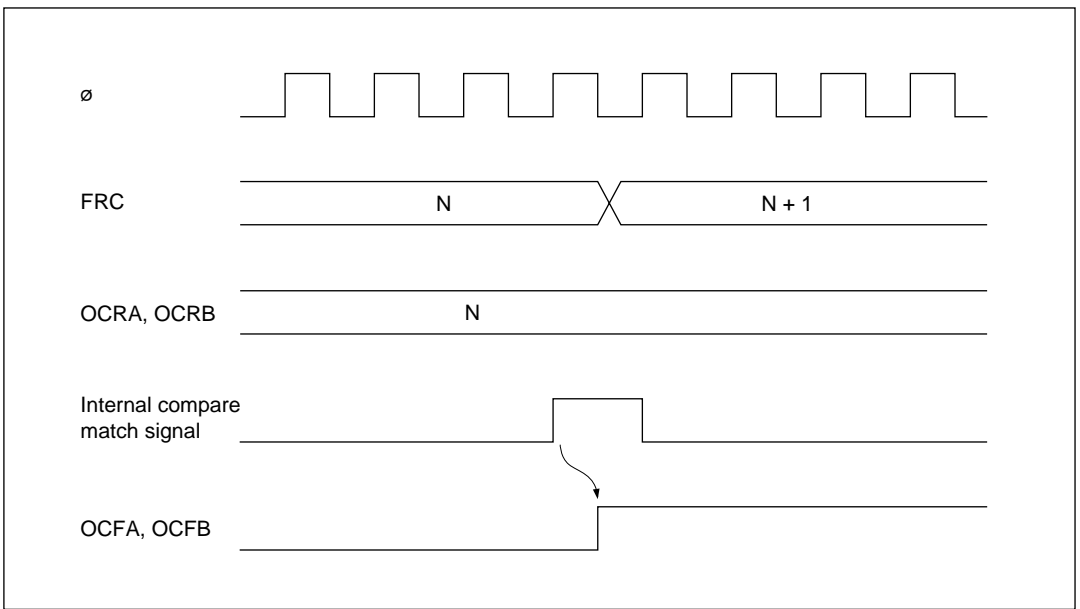 ø
FRC
N
N + 1
OCRA, OCRB
N
Internal compare
match signal
OCFA, OCFB